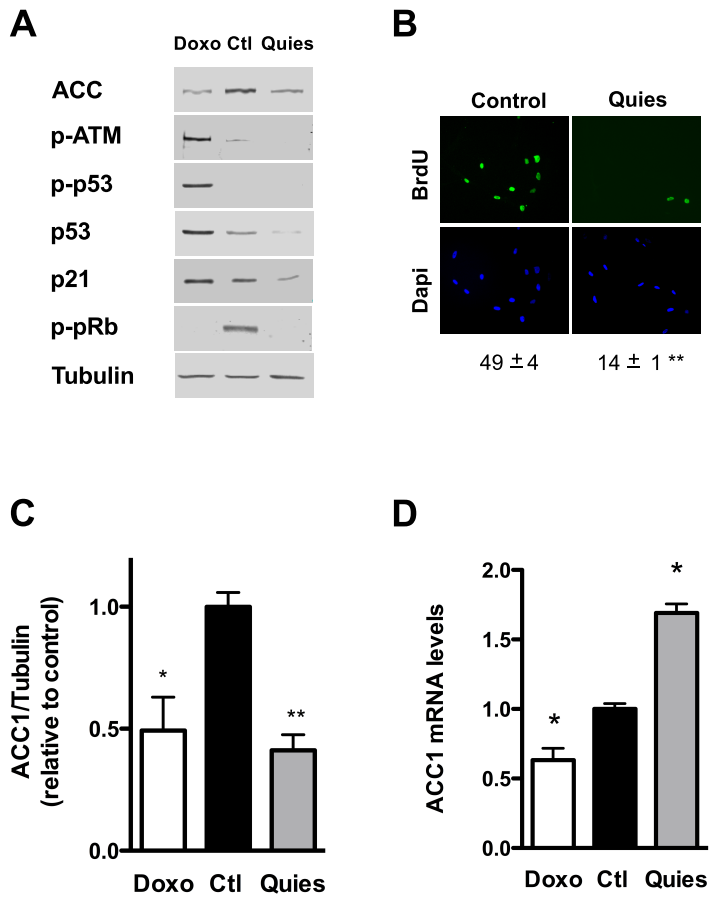 A
Doxo Ctl Quies
ACC
p-ATM
p-p53
p53
p21
p-pRb
Tubulin
B
Control Quies
BrdU
Dapi
49 ± 4 14 ± 1 **
C
ACC1/Tubulin
(relative to control)
1.0
0.5
0.0
*
**
Doxo Ctl Quies
D
ACC1 mRNA levels
2.0
1.5
1.0
0.5
0.0
*
*
Doxo Ctl Quies